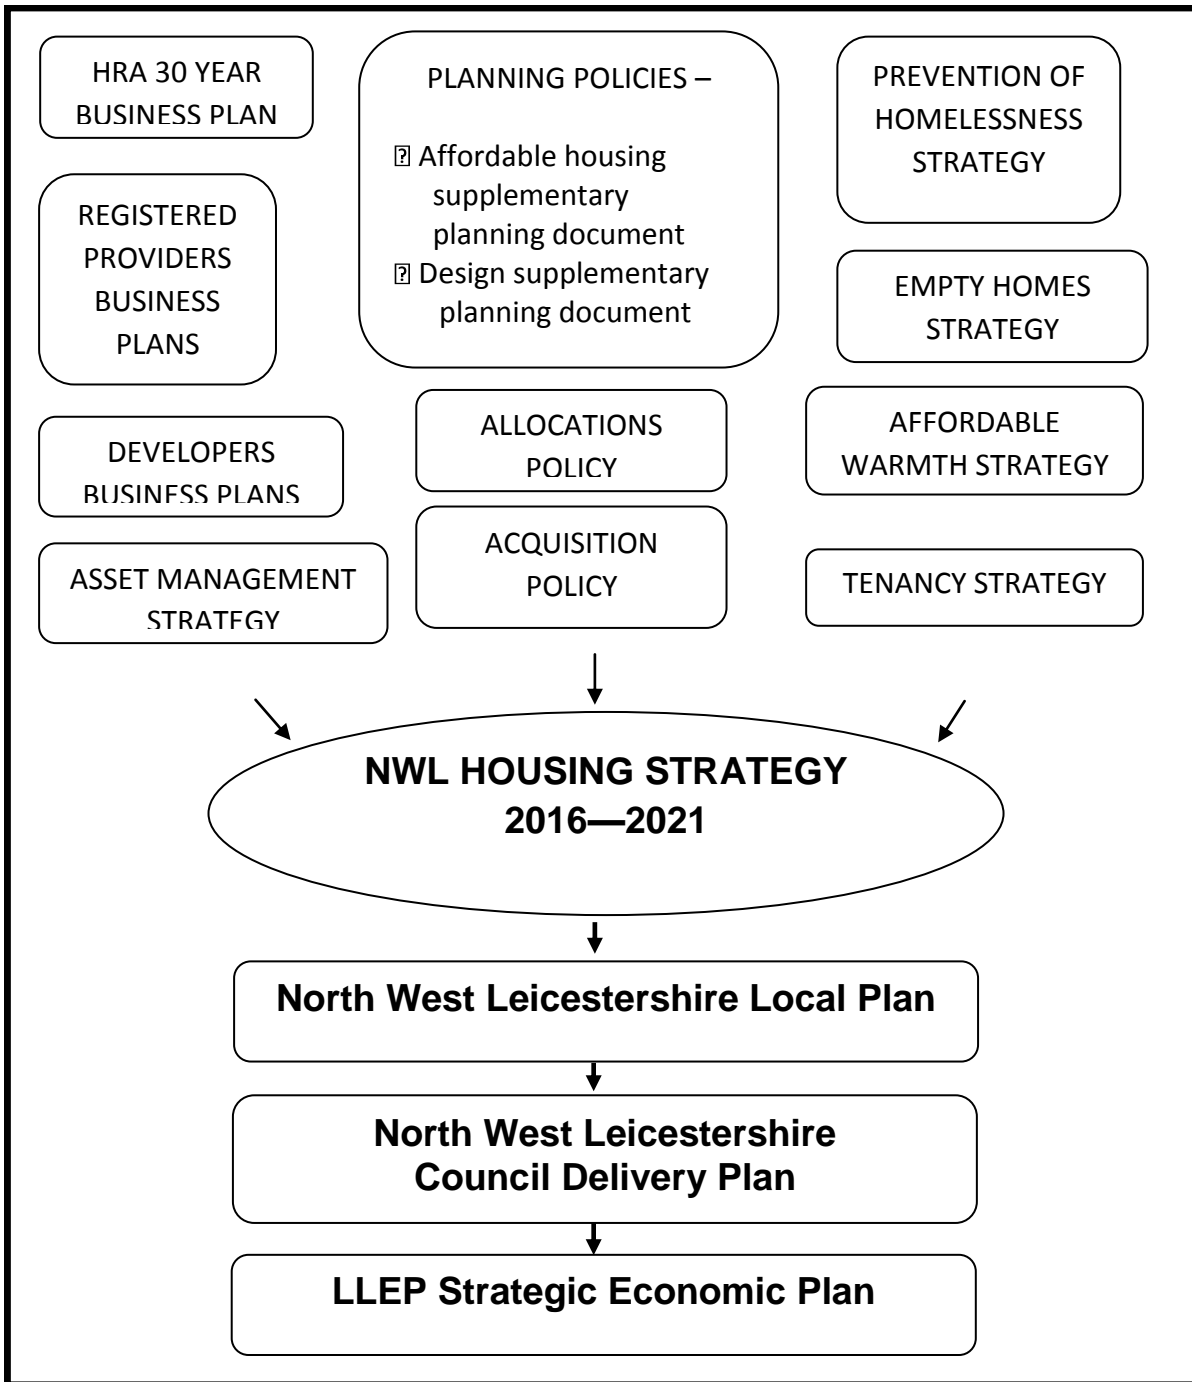 HRA 30 YEAR
BUSINESS PLAN
REGISTERED
PROVIDERS
BUSINESS
PLANS
DEVELOPERS
BUSINESS PLANS
ASSET MANAGEMENT
STRATEGY
PLANNING POLICIES –
⍰ Affordable housing
supplementary
planning document
⍰ Design supplementary
planning document
ALLOCATIONS
POLICY
ACQUISITION
POLICY
PREVENTION OF
HOMELESSNESS
STRATEGY
EMPTY HOMES
STRATEGY
AFFORDABLE
WARMTH STRATEGY
TENANCY STRATEGY
NWL HOUSING STRATEGY
2016—2021
North West Leicestershire Local Plan
North West Leicestershire
Council Delivery Plan
LLEP Strategic Economic Plan